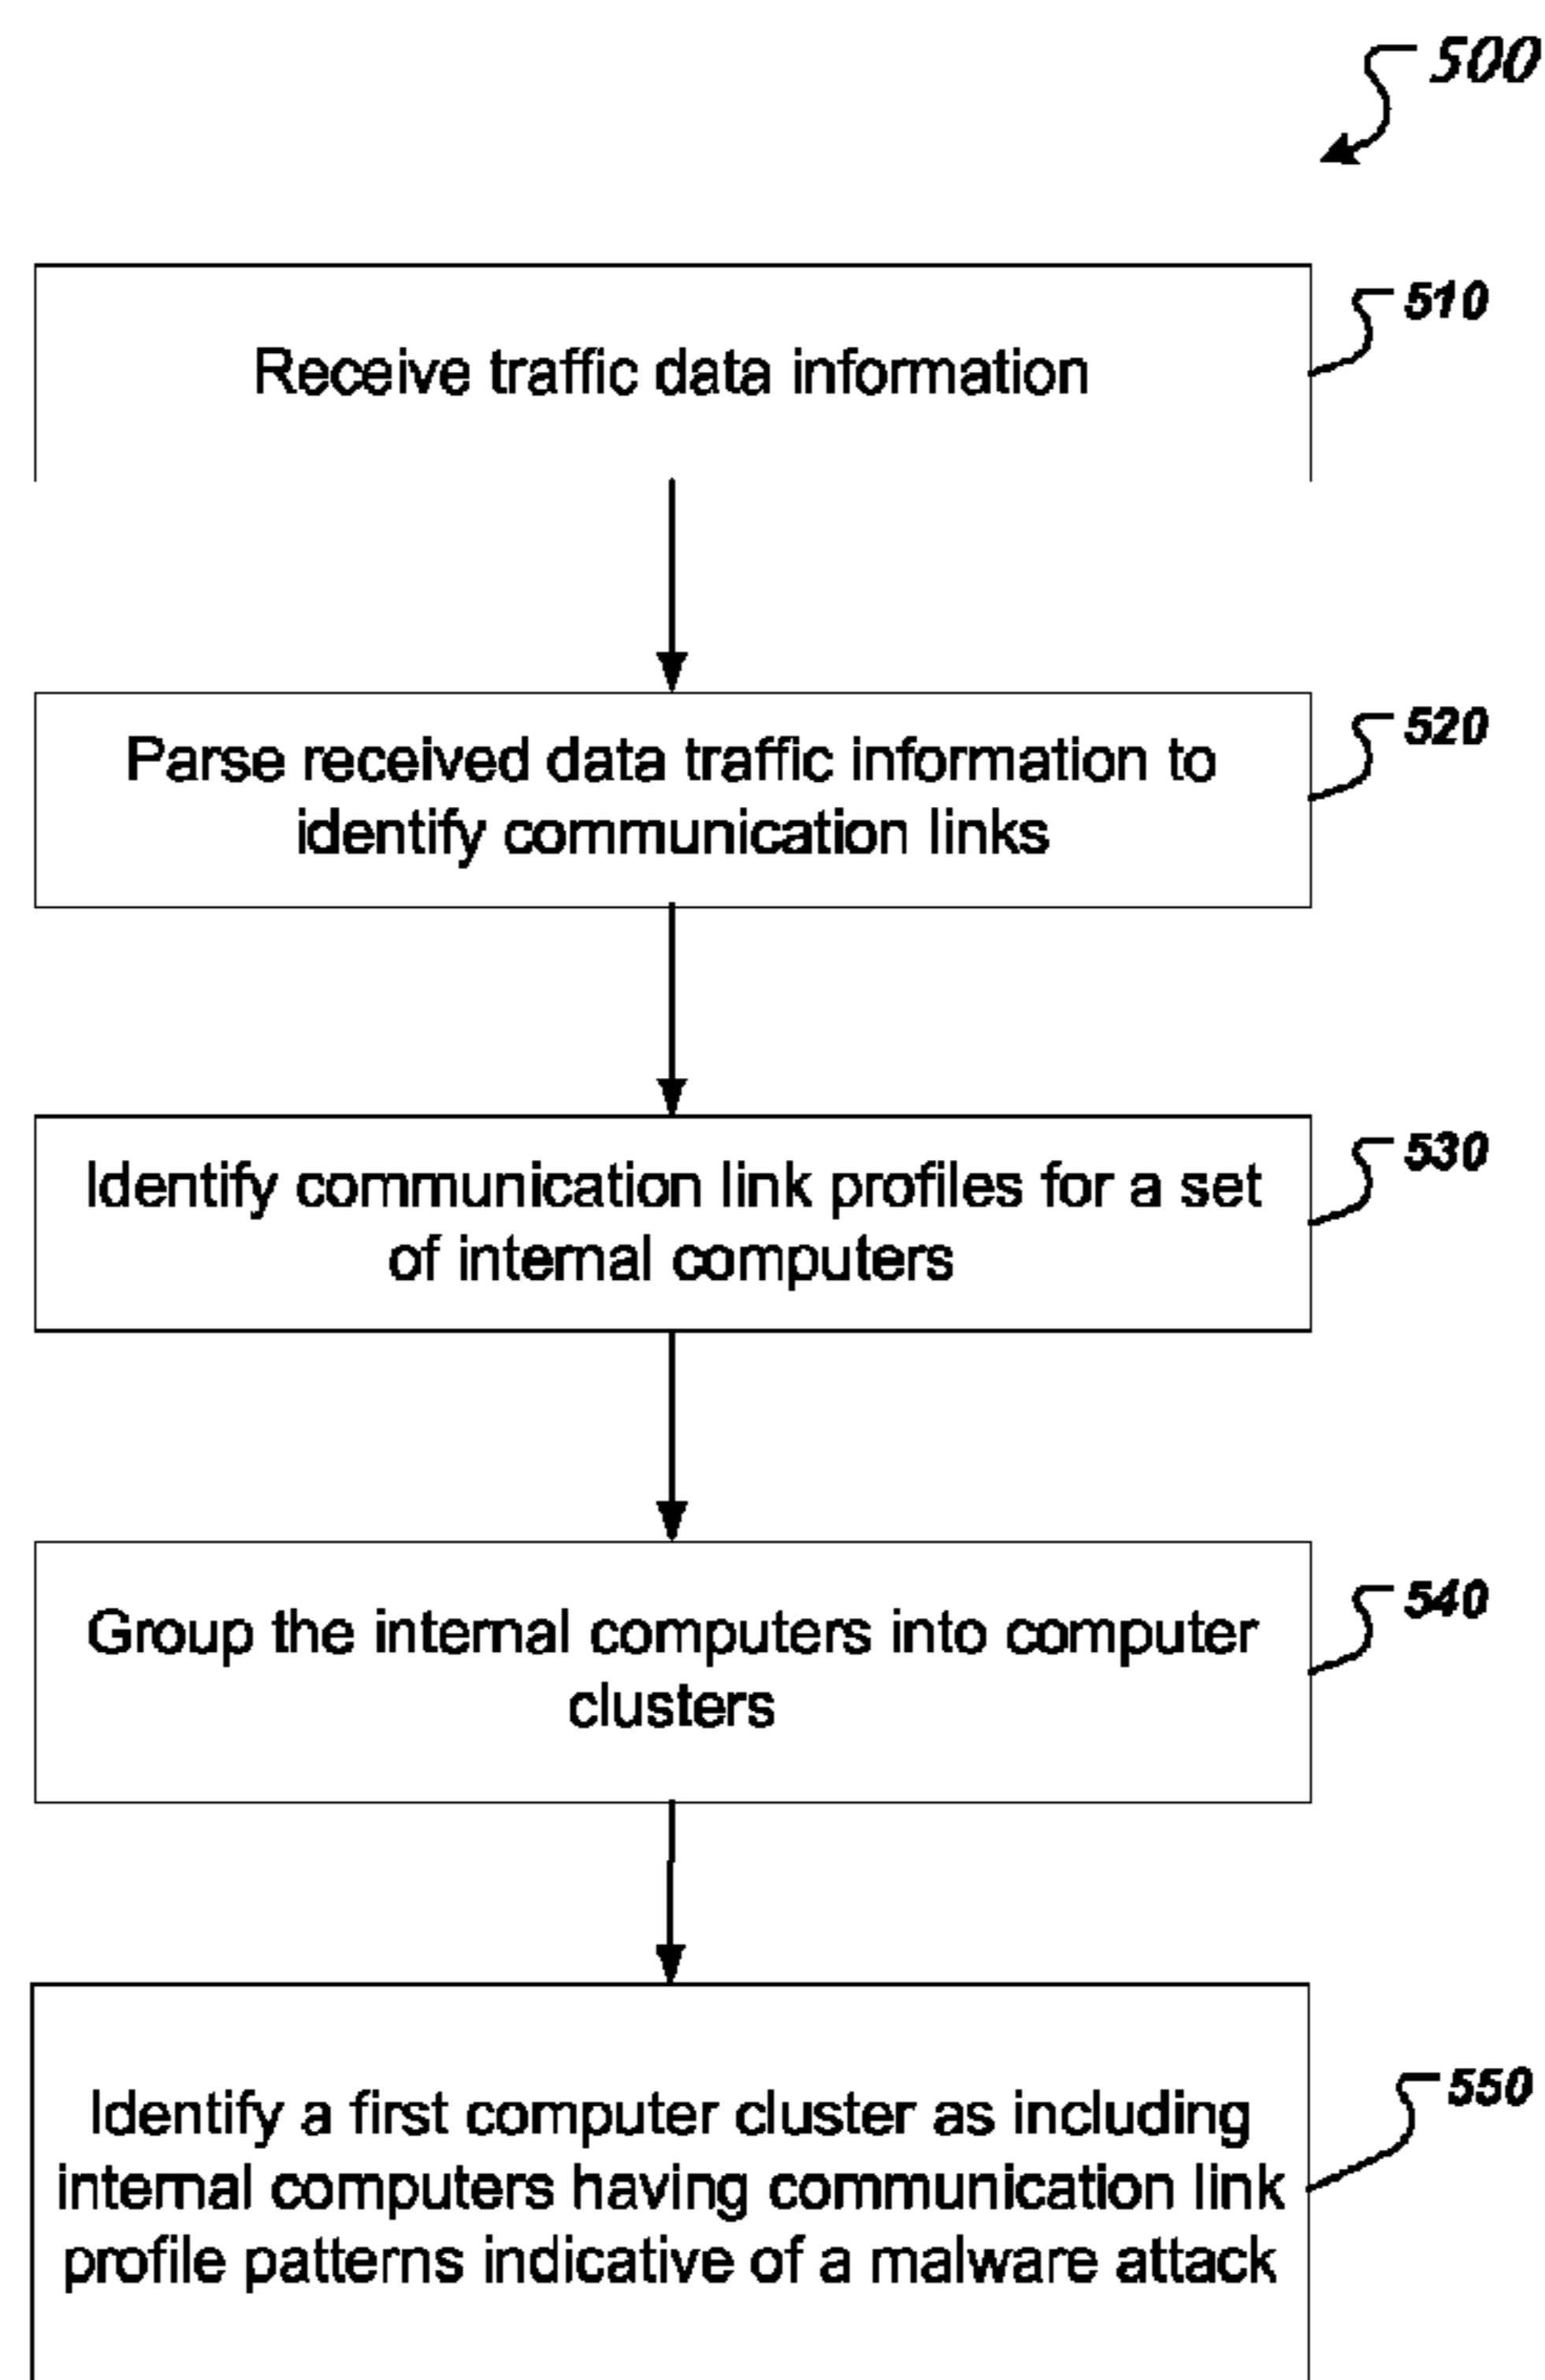 500
510
Receive traffic data information
520
Parse received data traffic information to
identify communication links
530
Identify communication link profiles for a set
of internal computers
540
Group the internal computers into computer
clusters
550
Identify a first computer cluster as including
internal computers having communication link
profile patterns indicative of a malware attack